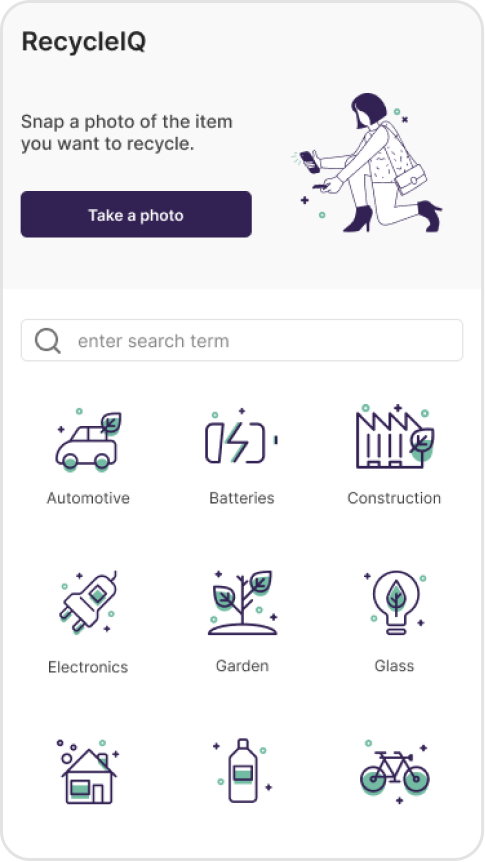 RecycleIQ
Snap a photo of the item
you want to recycle.
Take a photo
enter search term
Automotive
Batteries
Construction
Electronics
Garden
Glass